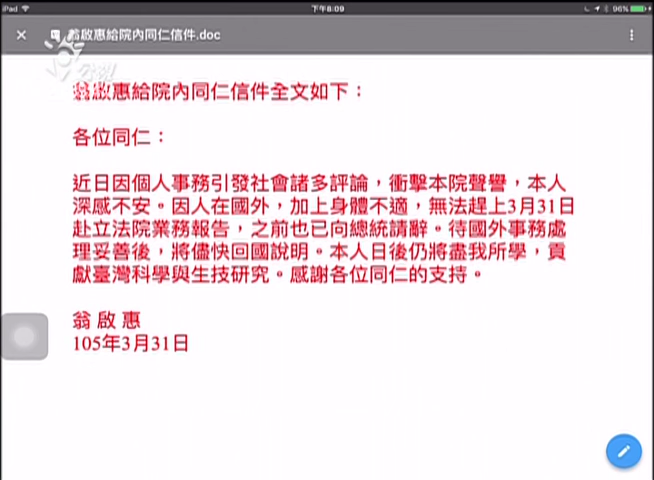 iPad
下午8:09
96%
翁啟惠給院內同仁信件.doc
公視
翁啟惠給院內同仁信件全文如下：
各位同仁：
近日因個人事務引發社會諸多評論，衝擊本院聲譽，本人
深感不安。因人在國外，加上身體不適，無法趕上3月31日
赴立法院業務報告，之前也已向總統請辭。待國外事務處
理妥善後，將儘快回國說明。本人日後仍將盡我所學，貢
獻臺灣科學與生技研究。感謝各位同仁的支持。
翁 啟 惠
105年3月31日